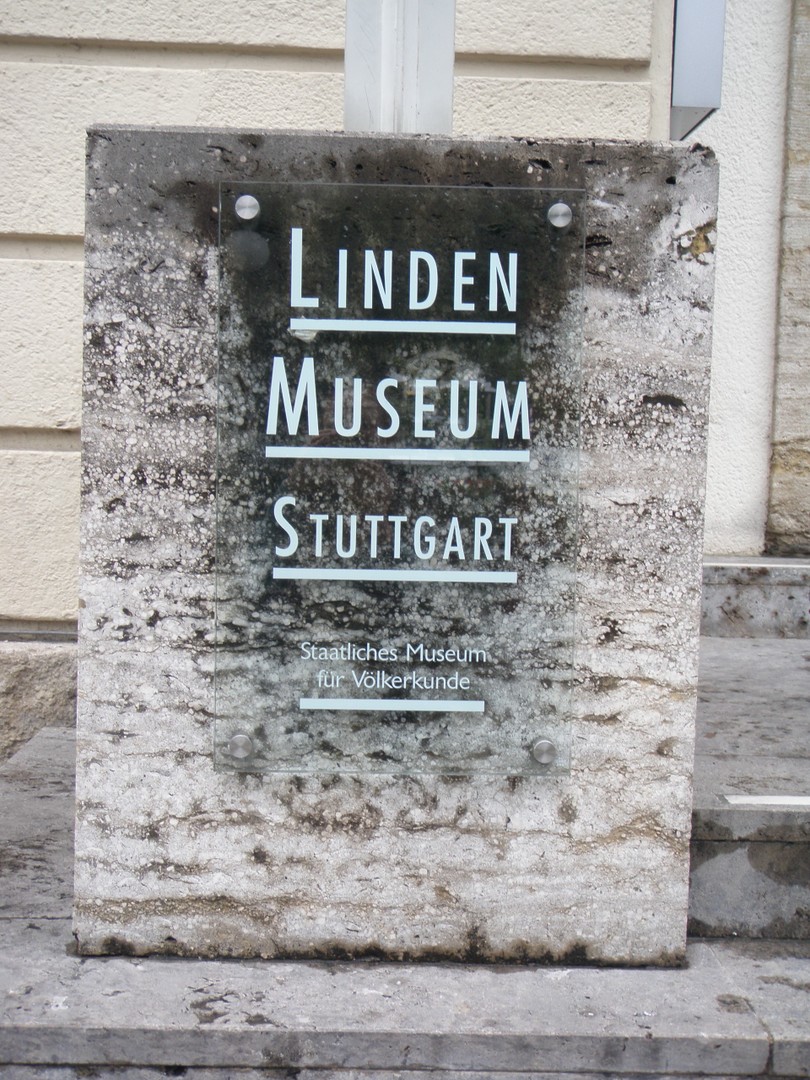 LINDEN
MUSEUM
STUTTGART
Staatliches Museum
für Völkerkunde